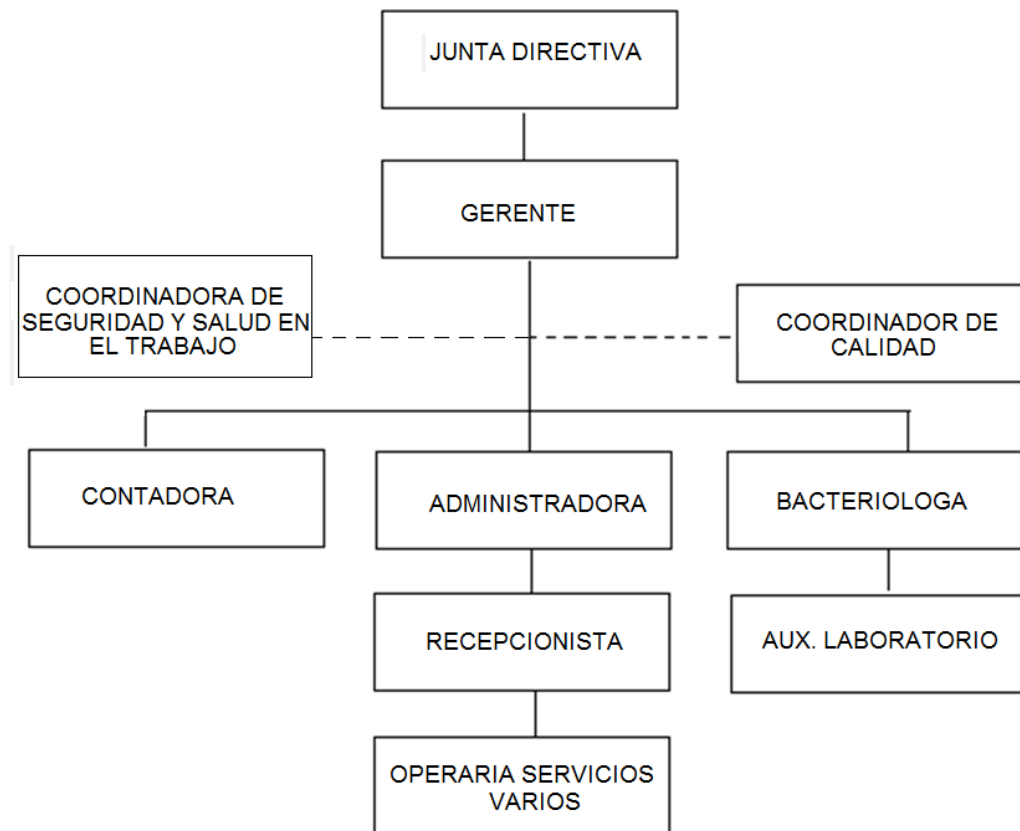 JUNTA DIRECTIVA
GERENTE
COORDINADORA DE
SEGURIDAD Y SALUD EN
EL TRABAJO
COORDINADOR DE
CALIDAD
CONTADORA
ADMINISTRADORA
BACTERIOLOGA
RECEPCIONISTA
AUX. LABORATORIO
OPERARIA SERVICIOS
VARIOS